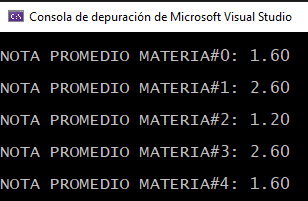 Consola de depuración de Microsoft Visual Studio
NOTA PROMEDIO MATERIA#0: 1.60
NOTA PROMEDIO MATERIA#1: 2.60
NOTA PROMEDIO MATERIA#2: 1.20
NOTA PROMEDIO MATERIA#3: 2.60
NOTA PROMEDIO MATERIA#4: 1.60